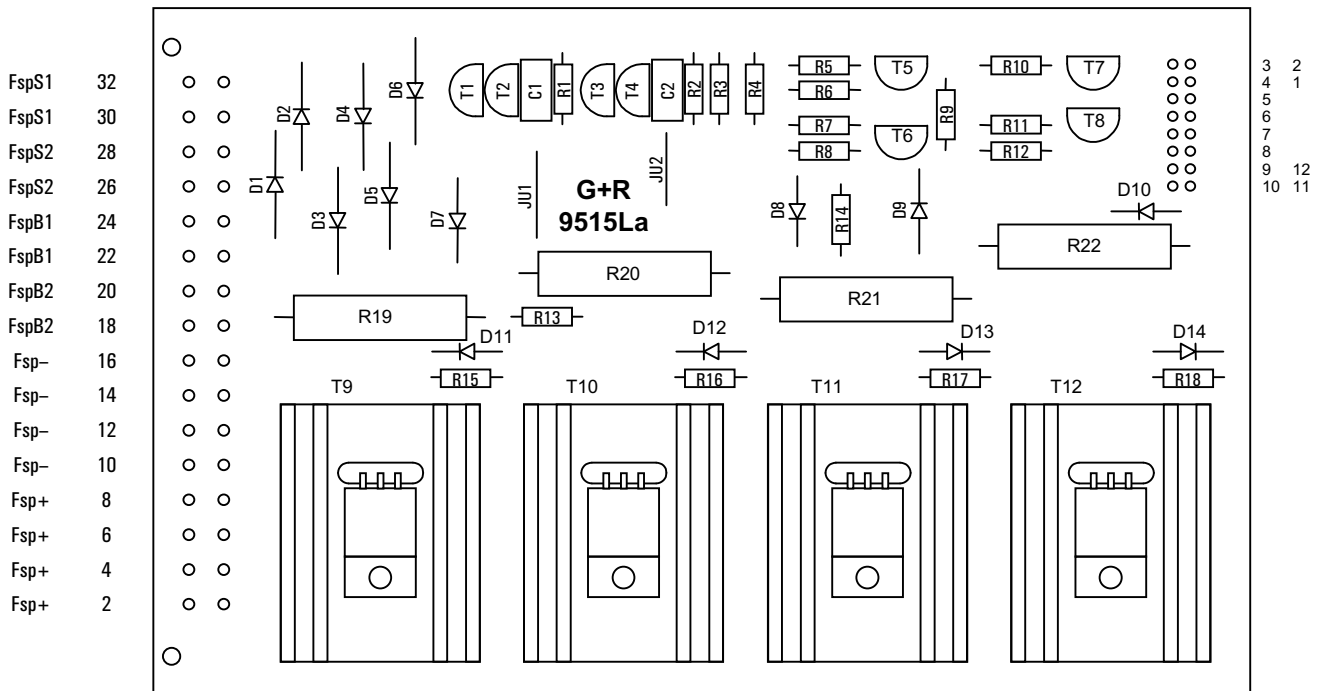 FspS1 32
FspS1 30
FspS2 28
FspS2 26
FspB1 24
FspB1 22
FspB2 20
FspB2 18
Fsp– 16
Fsp– 14
Fsp– 12
Fsp– 10
Fsp+ 8
Fsp+ 6
Fsp+ 4
Fsp+ 2
D1
D2
D3
D4
D5
D6
D7
T1
T2
C1
R1
T3
T4
C2
R2
R3
R4
JU1
JU2
G+R
9515La
R5
R6
R7
R8
T5
T6
R9
R10
R11
R12
T7
T8
D8
R14
D9
D10
R19
R20
R21
R22
R13
D11
D12
D13
D14
R15
R16
R17
R18
T9
T10
T11
T12
3 2
4 1
5
6
7
8
9 12
10 11